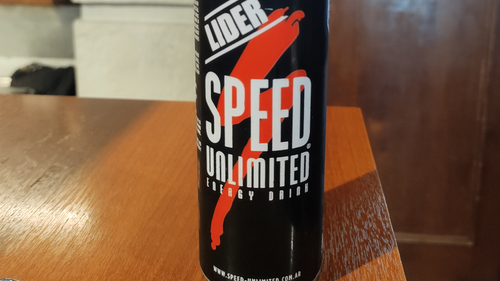 LIDER
SPEED
UNLIMITED
ENERGY DRINK
WWW.SPEED-UNLIMITED.COM.AR